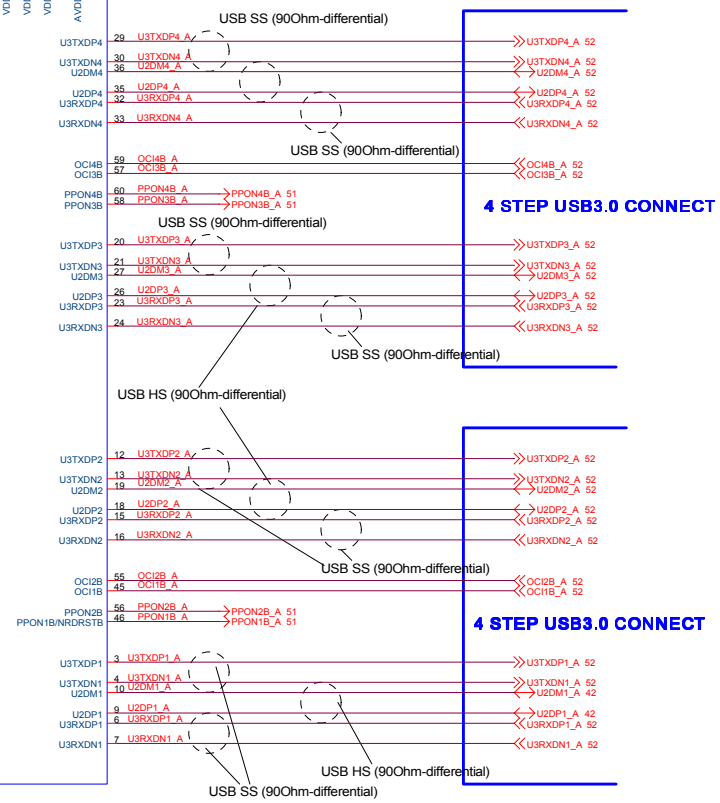 VDD
VDD
VDD
AVDD
USB SS (90Ohm-differential)
U3TXDP4 29 U3TXDP4_A U3TXDP4_A 52
U3TXDN4 30 U3TXDN4_A U3TXDN4_A 52
U2DM4 36 U2DM4_A U2DM4_A 52
U2DP4 35 U2DP4_A U2DP4_A 52
U3RXDP4 32 U3RXDP4_A U3RXDP4_A 52
U3RXDN4 33 U3RXDN4_A U3RXDN4_A 52
USB SS (90Ohm-differential)
OCI4B 59 OCI4B_A OCI4B_A 52
OCI3B 57 OCI3B_A OCI3B_A 52
PPON4B 60 PPON4B_A PPON4B_A 51
PPON3B 58 PPON3B_A PPON3B_A 51
4 STEP USB3.0 CONNECT
USB SS (90Ohm-differential)
U3TXDP3 20 U3TXDP3_A U3TXDP3_A 52
U3TXDN3 21 U3TXDN3_A U3TXDN3_A 52
U2DM3 27 U2DM3_A U2DM3_A 52
U2DP3 26 U2DP3_A U2DP3_A 52
U3RXDP3 23 U3RXDP3_A U3RXDP3_A 52
U3RXDN3 24 U3RXDN3_A U3RXDN3_A 52
USB SS (90Ohm-differential)
USB HS (90Ohm-differential)
U3TXDP2 12 U3TXDP2_A U3TXDP2_A 52
U3TXDN2 13 U3TXDN2_A U3TXDN2_A 52
U2DM2 19 U2DM2_A U2DM2_A 52
U2DP2 18 U2DP2_A U2DP2_A 52
U3RXDP2 15 U3RXDP2_A U3RXDP2_A 52
U3RXDN2 16 U3RXDN2_A U3RXDN2_A 52
USB SS (90Ohm-differential)
OCI2B 55 OCI2B_A OCI2B_A 52
OCI1B 45 OCI1B_A OCI1B_A 52
PPON2B 56 PPON2B_A PPON2B_A 51
PPON1B/NRDRSTB 46 PPON1B_A PPON1B_A 51
4 STEP USB3.0 CONNECT
U3TXDP1 3 U3TXDP1_A U3TXDP1_A 52
U3TXDN1 4 U3TXDN1_A U3TXDN1_A 52
U2DM1 10 U2DM1_A U2DM1_A 42
U2DP1 9 U2DP1_A U2DP1_A 42
U3RXDP1 6 U3RXDP1_A U3RXDP1_A 52
U3RXDN1 7 U3RXDN1_A U3RXDN1_A 52
USB HS (90Ohm-differential)
USB SS (90Ohm-differential)